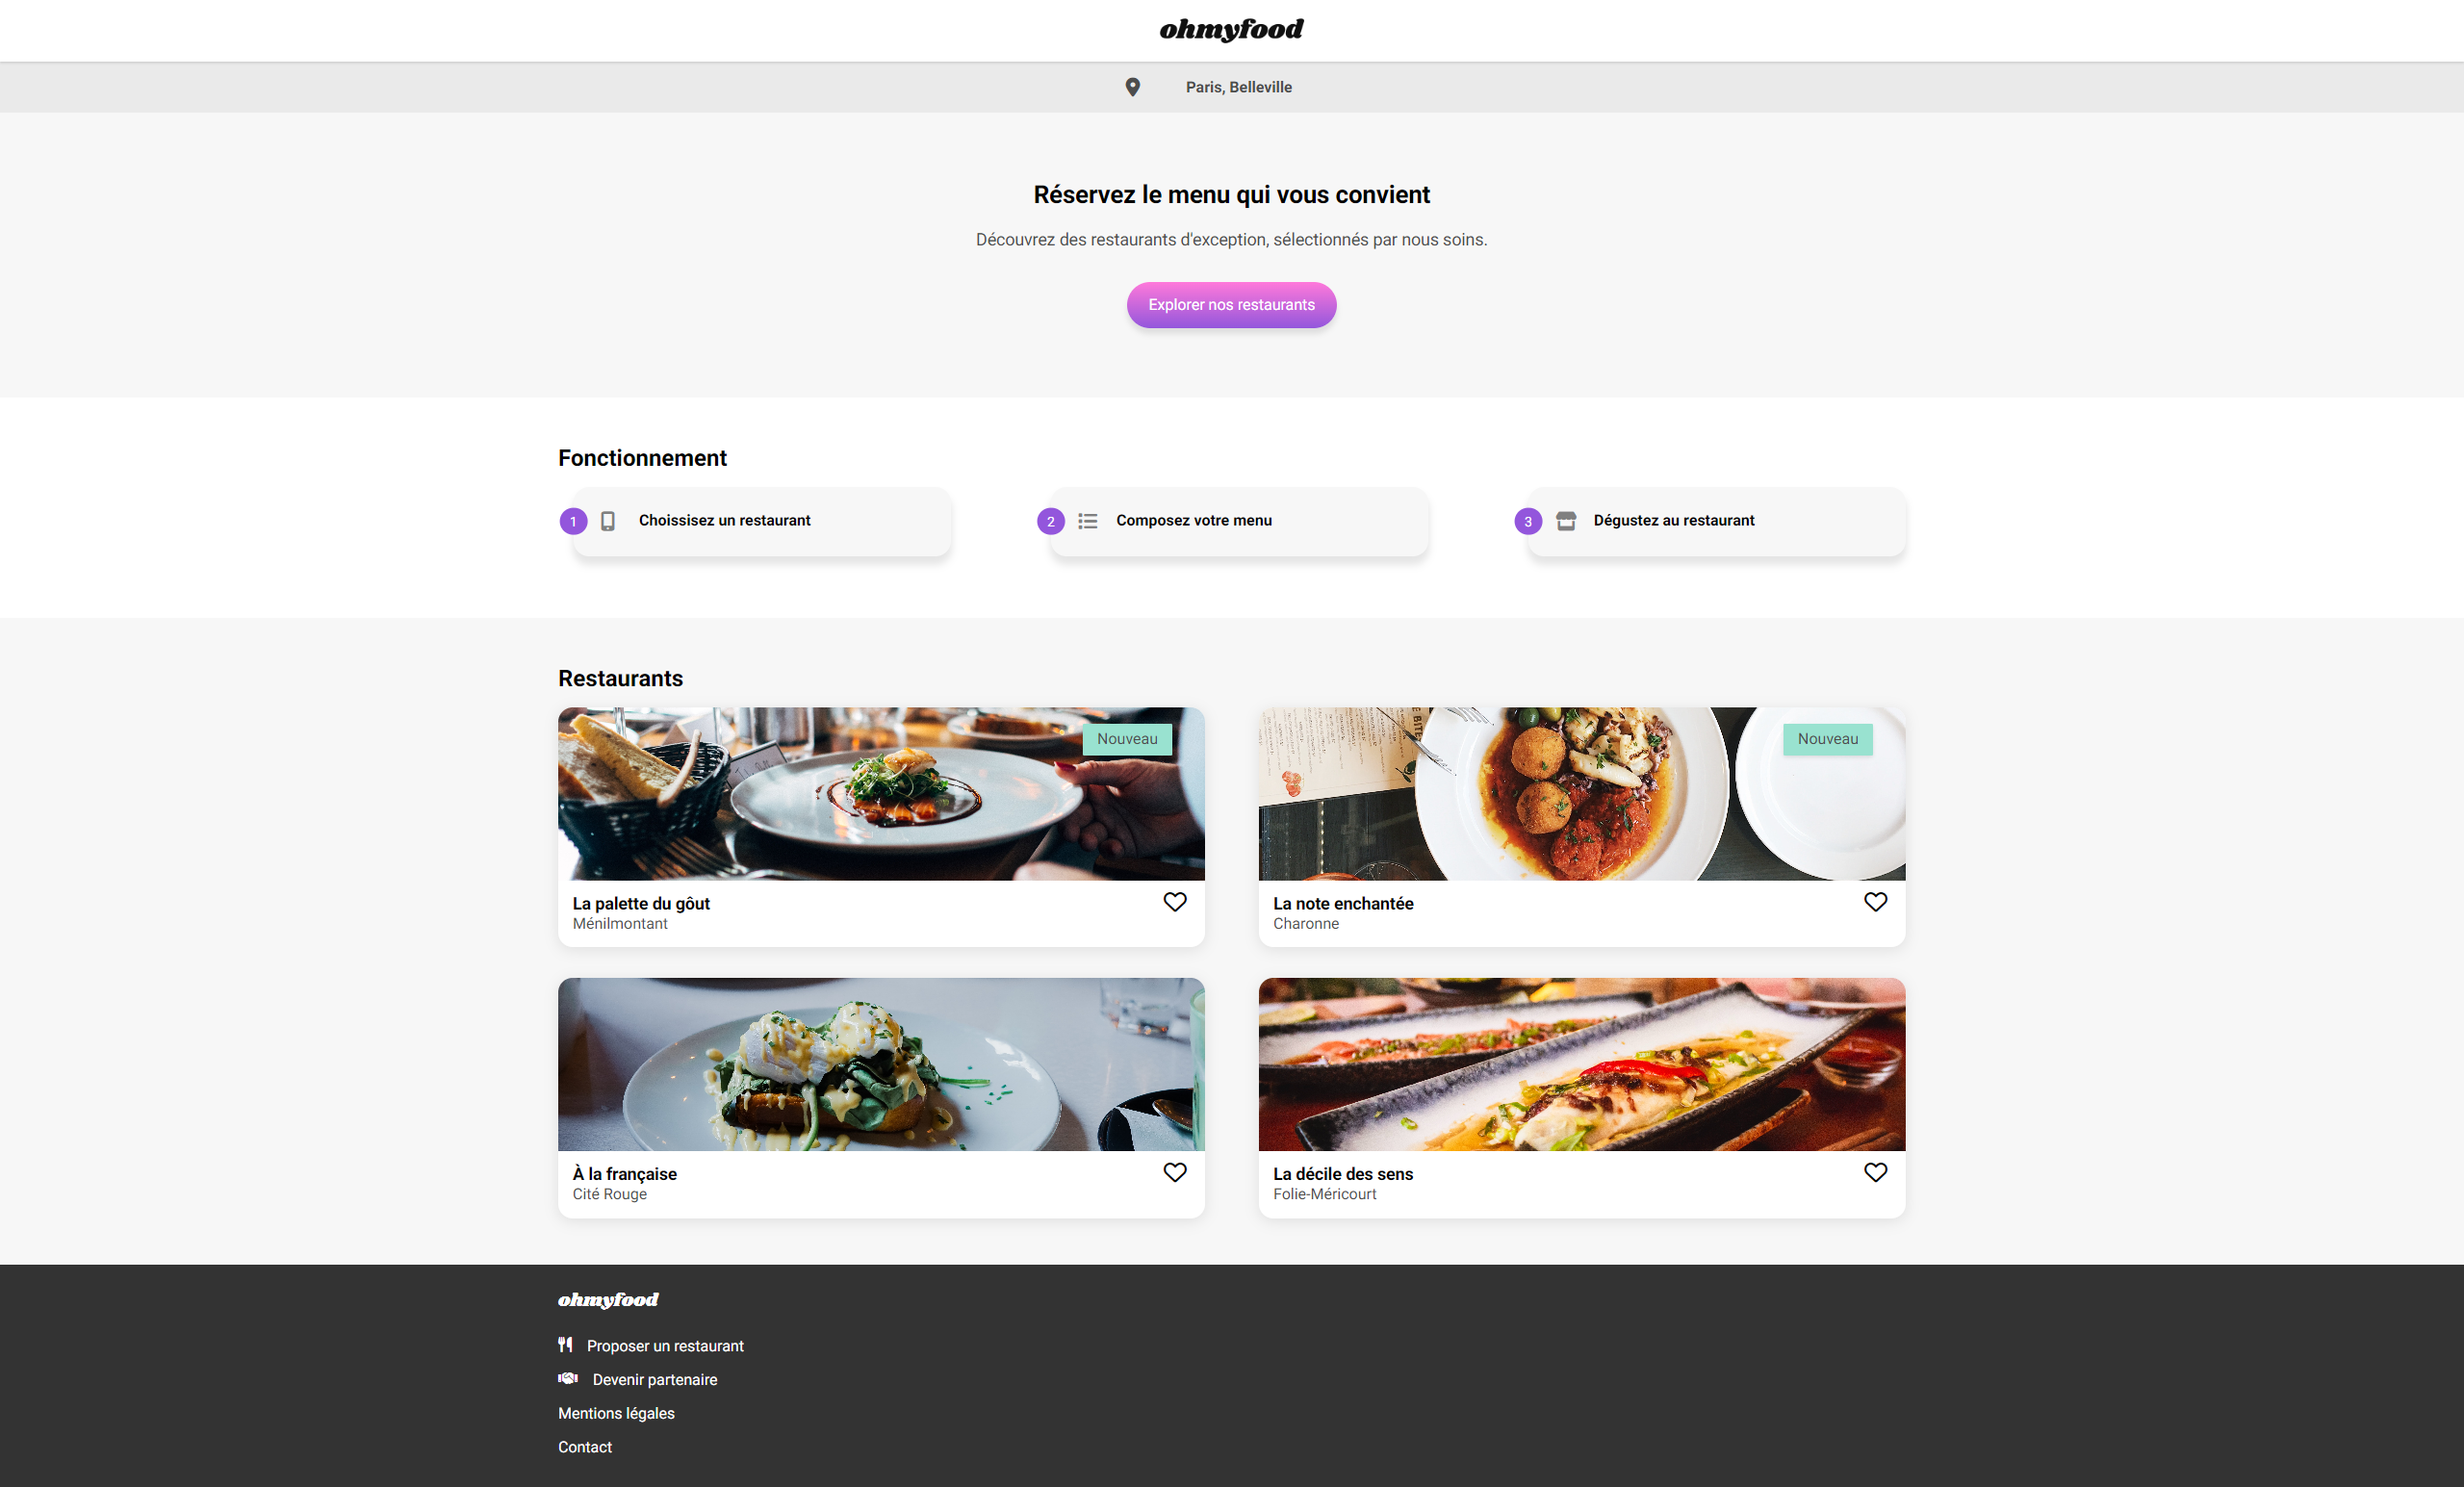 ohmyfood
Paris, Belleville
Réservez le menu qui vous convient
Découvrez des restaurants d'exception, sélectionnés par nous soins.
Explorer nos restaurants
Fonctionnement
1 Choissisez un restaurant
2 Composez votre menu
3 Dégustez au restaurant
Restaurants
Nouveau
La palette du gôut
Ménilmontant
Nouveau
La note enchantée
Charonne
À la française
Cité Rouge
La décile des sens
Folie-Méricourt
ohmyfood
Proposer un restaurant
Devenir partenaire
Mentions légales
Contact